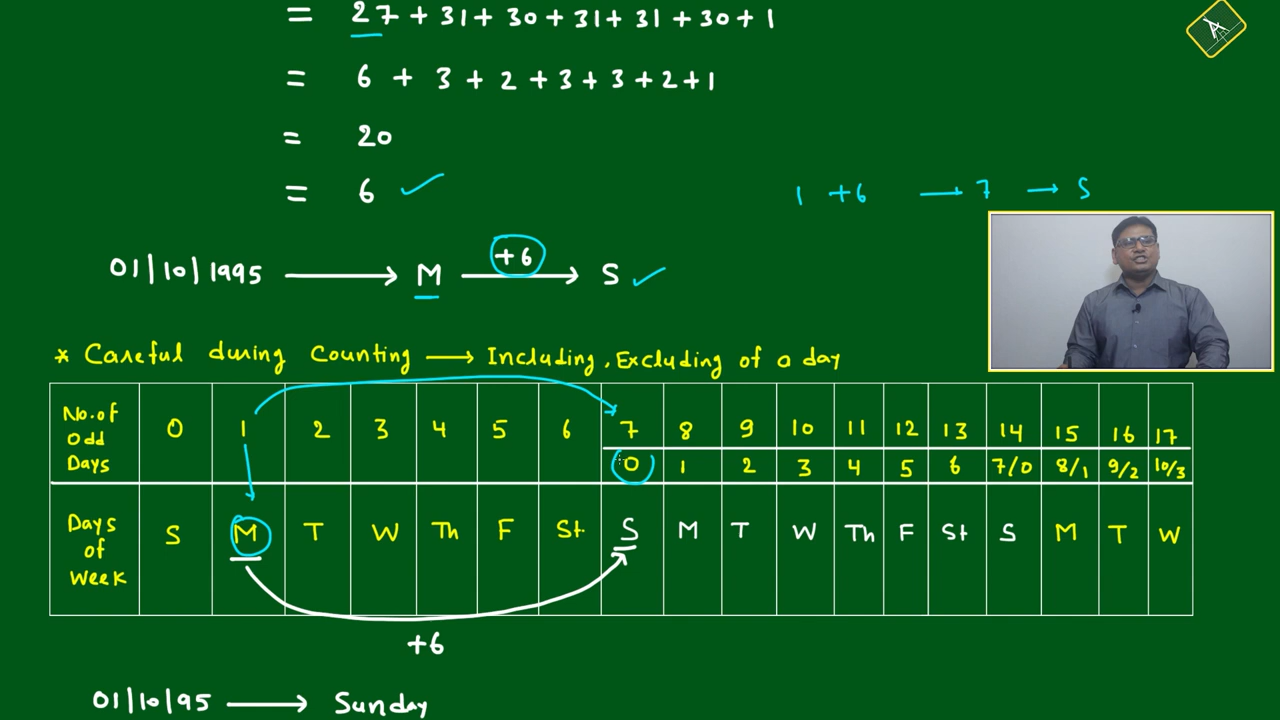 = 27 + 31 + 30 + 31 + 31 + 30 + 1
= 6 + 3 + 2 + 3 + 3 + 2 + 1
= 20
= 6 ✓
1 + 6 → 7 → S
01|10|1995 → M +6 → S ✓
* Careful during Counting → Including, Excluding of a day
No. of Odd Days 0 1 2 3 4 5 6 7 8 9 10 11 12 13 14 15 16 17
0 1 2 3 4 5 6 7/0 8/1 9/2 10/3
Days of Week S M T W Th F St S M T W Th F St S M T W
+6
01|10|95 → Sunday